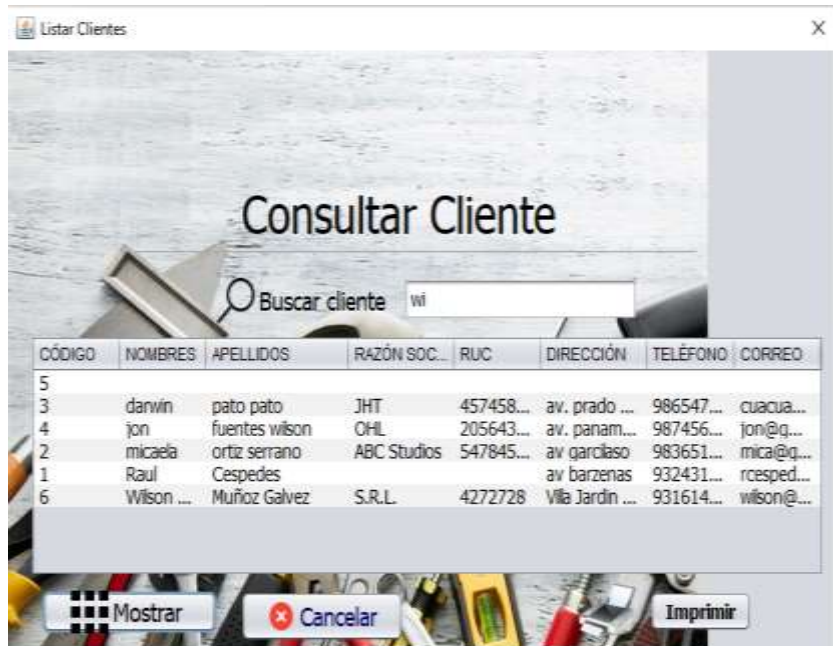 Listar Clientes
Consultar Cliente
Buscar cliente wi
CÓDIGO NOMBRES APELLIDOS RAZÓN SOC... RUC DIRECCIÓN TELÉFONO CORREO
5
3 darwin pato pato JHT 457458... av. prado ... 986547... cuacua...
4 jon fuentes wilson OHL 205643... av. panam... 987456... jon@g...
2 micaela ortiz serrano ABC Studios 547845... av garcilaso 983651... mica@g...
1 Raul Cespedes av barzenas 932431... rcesped...
6 Wilson ... Muñoz Galvez S.R.L. 4272728 Villa Jardin ... 931614... wilson@...
Mostrar Cancelar Imprimir